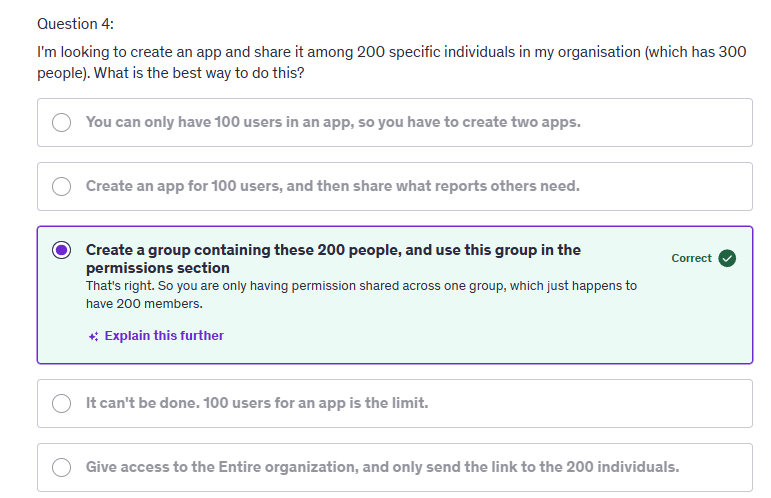 Question 4:
I'm looking to create an app and share it among 200 specific individuals in my organisation (which has 300
people). What is the best way to do this?
You can only have 100 users in an app, so you have to create two apps.
Create an app for 100 users, and then share what reports others need.
Create a group containing these 200 people, and use this group in the
permissions section
Correct
That's right. So you are only having permission shared across one group, which just happens to
have 200 members.
Explain this further
It can't be done. 100 users for an app is the limit.
Give access to the Entire organization, and only send the link to the 200 individuals.